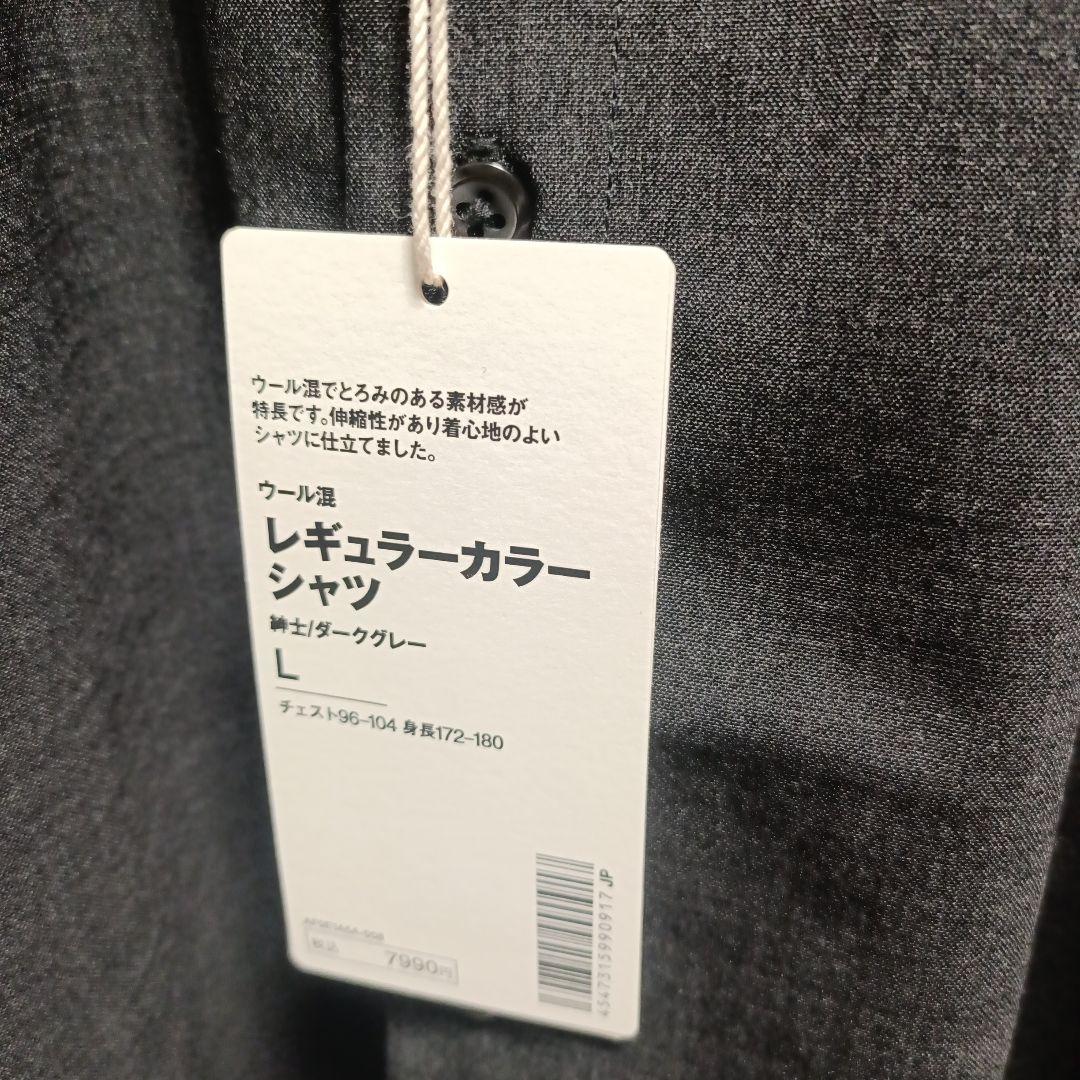 ウール混でとろみのある素材感が
特長です。伸縮性があり着心地のよい
シャツに仕立てました。
ウール混
レギュラーカラー
シャツ
紳士/ダークグレー
L
チェスト96-104 身長172-180
税込 7990円
4547315990917 JP